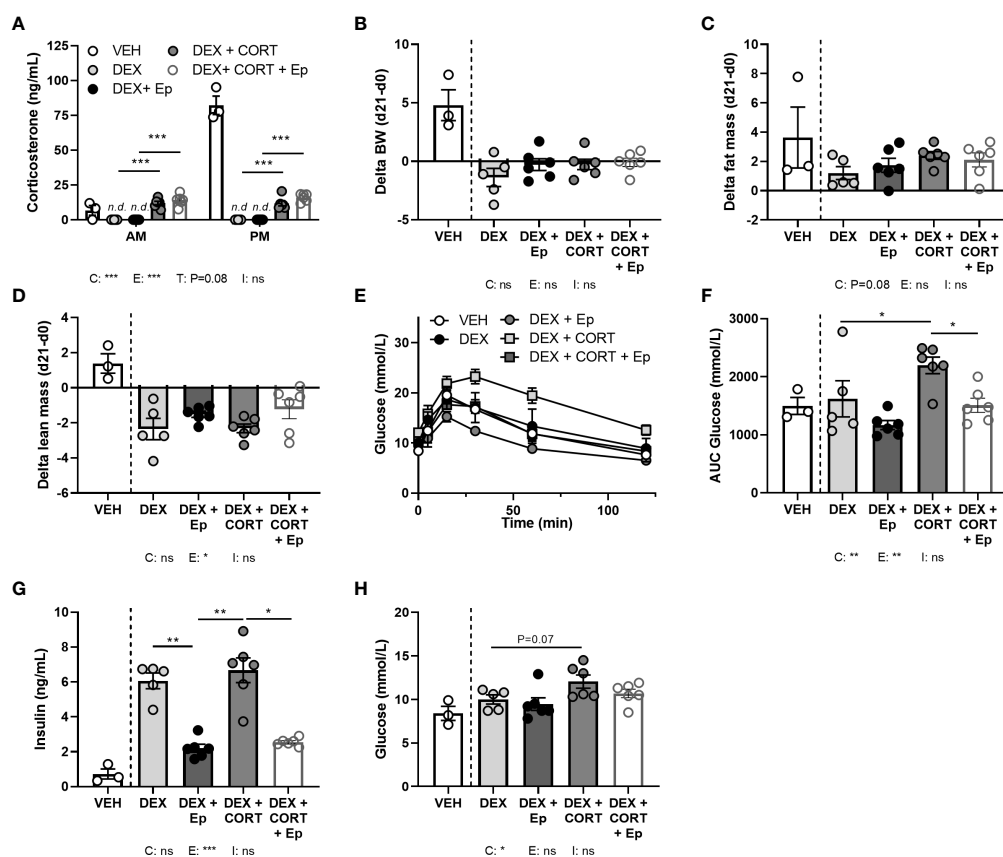 A
Corticosterone (ng/mL)
125
100
75
50
25
0
VEH
DEX
DEX+ Ep
DEX + CORT
DEX+ CORT + Ep
***
***
***
***
n.d.
n.d.
n.d.
n.d.
AM
PM
C: *** E: *** T: P=0.08 I: ns
B
Delta BW (d21-d0)
10
5
0
-5
VEH
DEX
DEX +
Ep
DEX +
CORT
DEX +
CORT
+ Ep
C: ns E: ns I: ns
C
Delta fat mass (d21-d0)
10
8
6
4
2
0
-2
VEH
DEX
DEX +
Ep
DEX +
CORT
DEX +
CORT
+ Ep
C: P=0.08 E: ns I: ns
D
Delta lean mass (d21-d0)
4
2
0
-2
-4
-6
VEH
DEX
DEX +
Ep
DEX +
CORT
DEX +
CORT
+ Ep
C: ns E: * I: ns
E
Glucose (mmol/L)
30
20
10
0
VEH
DEX
DEX + Ep
DEX + CORT
DEX + CORT + Ep
0
50
100
Time (min)
F
AUC Glucose (mmol/L)
3000
2000
1000
0
*
*
VEH
DEX
DEX +
Ep
DEX +
CORT
DEX +
CORT
+ Ep
C: ** E: ** I: ns
G
Insulin (ng/mL)
10
8
6
4
2
0
**
**
*
VEH
DEX
DEX +
Ep
DEX +
CORT
DEX +
CORT
+ Ep
C: ns E: *** I: ns
H
Glucose (mmol/L)
20
15
10
5
0
P=0.07
VEH
DEX
DEX +
Ep
DEX +
CORT
DEX +
CORT
+ Ep
C: * E: ns I: ns